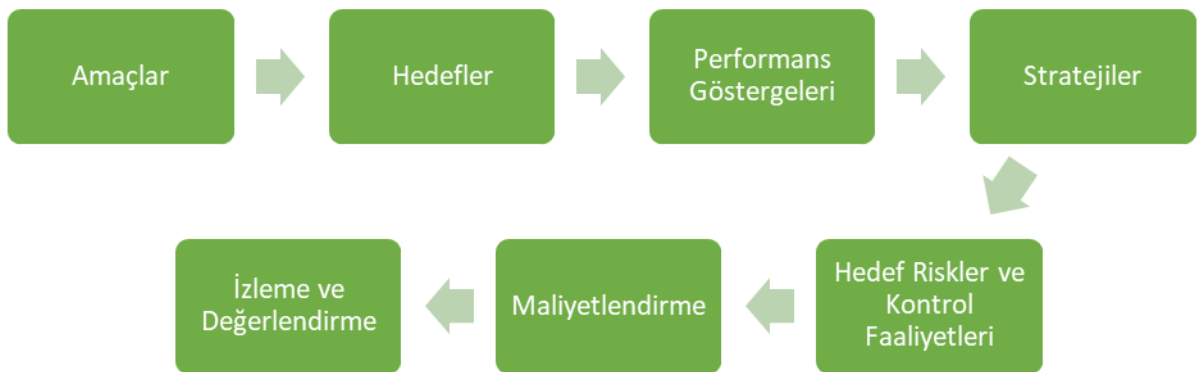 Amaçlar
Hedefler
Performans
Göstergeleri
Stratejiler
Hedef Riskler ve
Kontrol
Faaliyetleri
Maliyetlendirme
İzleme ve
Değerlendirme